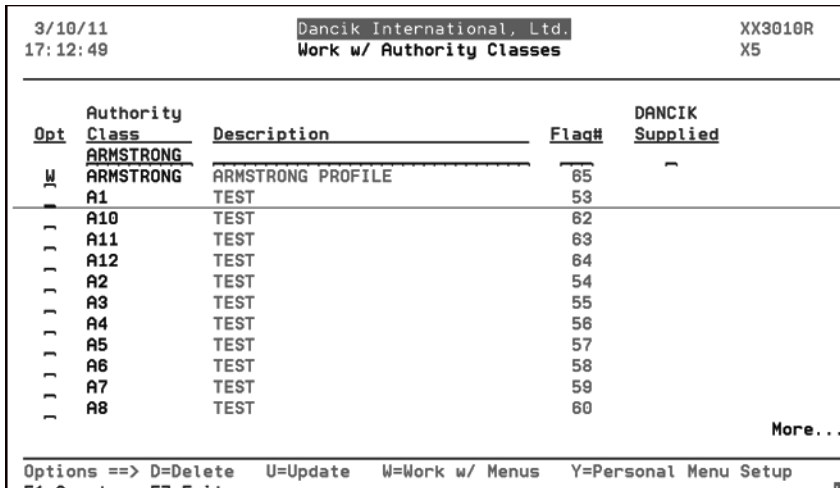 3/10/11 Dancik International, Ltd. XX3010R
17:12:49 Work w/ Authority Classes X5
Authority DANCIK
Opt Class Description Flag# Supplied
ARMSTRONG
W ARMSTRONG ARMSTRONG PROFILE 65
A1 TEST 53
A10 TEST 62
A11 TEST 63
A12 TEST 64
A2 TEST 54
A3 TEST 55
A4 TEST 56
A5 TEST 57
A6 TEST 58
A7 TEST 59
A8 TEST 60
More...
Options ==> D=Delete U=Update W=Work w/ Menus Y=Personal Menu Setup